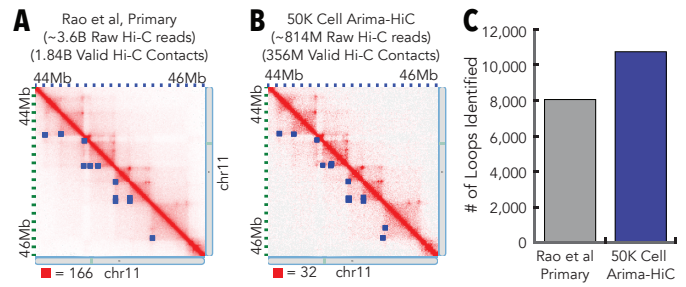 A
Rao et al, Primary
(~3.6B Raw Hi-C reads)
(1.84B Valid Hi-C Contacts)
44Mb 46Mb
44Mb
46Mb
chr11
= 166 chr11
B
50K Cell Arima-HiC
(~814M Raw Hi-C reads)
(356M Valid Hi-C Contacts)
44Mb 46Mb
44Mb
46Mb
chr11
= 32 chr11
C
# of Loops Identified
12,000
10,000
8,000
6,000
4,000
2,000
0
Rao et al
Primary
50K Cell
Arima-HiC